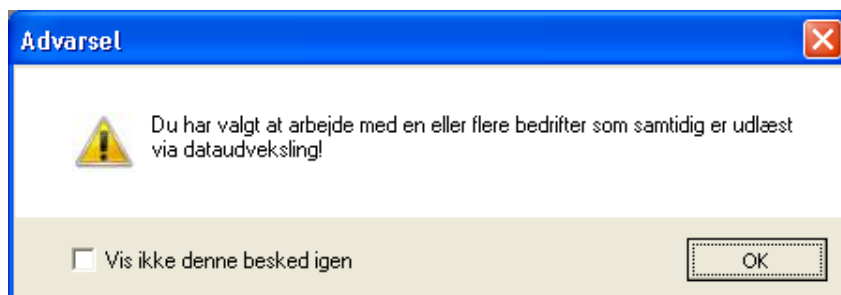 Advarsel
Du har valgt at arbejde med en eller flere bedrifter som samtidig er udlæst
via dataudveksling!
Vis ikke denne besked igen
OK